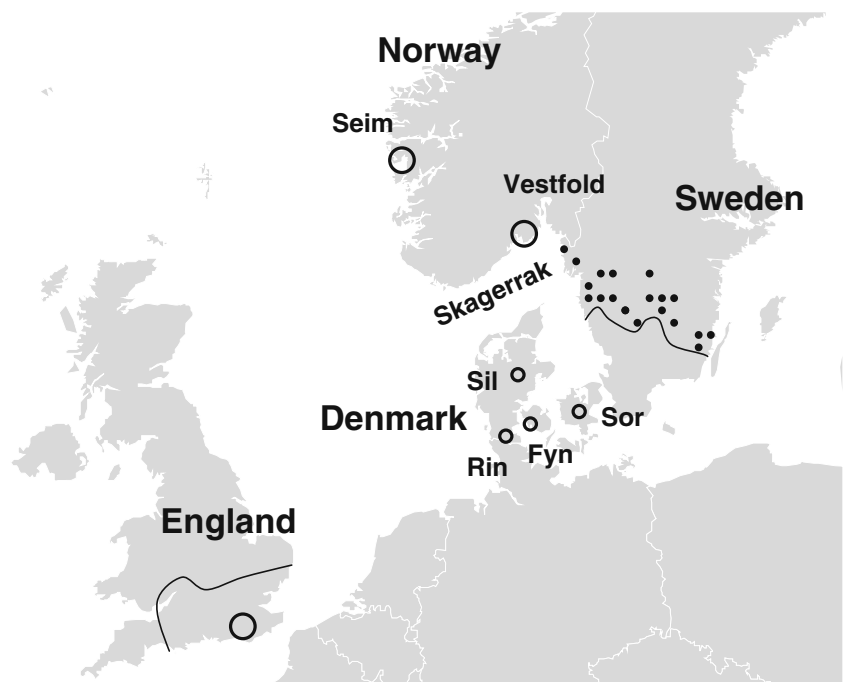 Norway
Seim
Vestfold
Sweden
Skagerrak
Sil
Denmark
Sor
Fyn
Rin
England